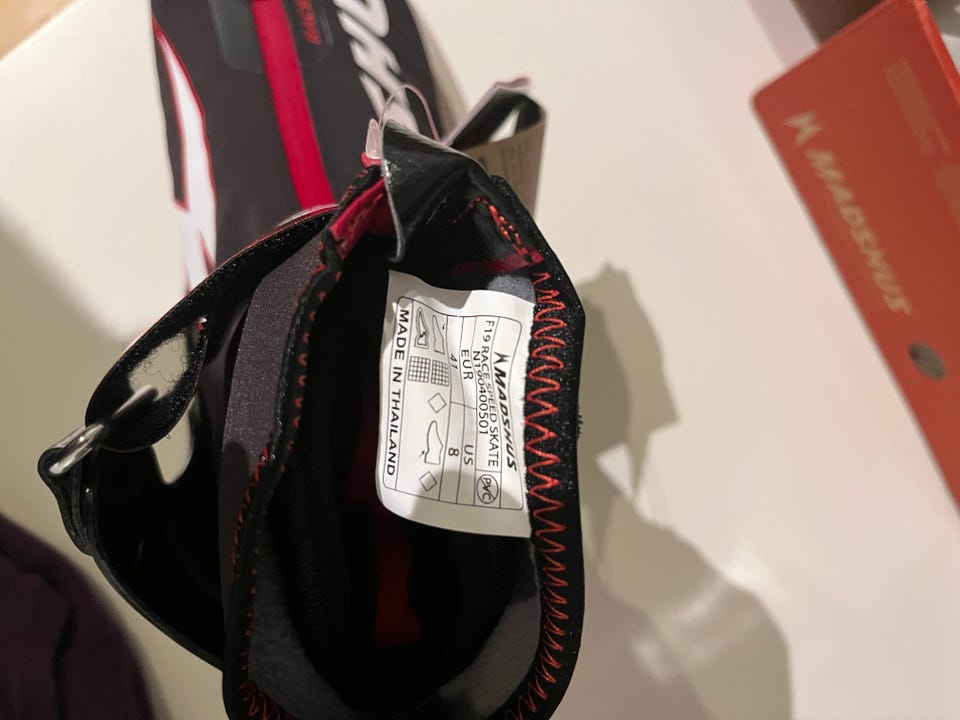 MADSHUS
F19 RACE SPEED SKATE
N190400501
PVC
EUR US
41 8
MADE IN THAILAND
MADSHUS